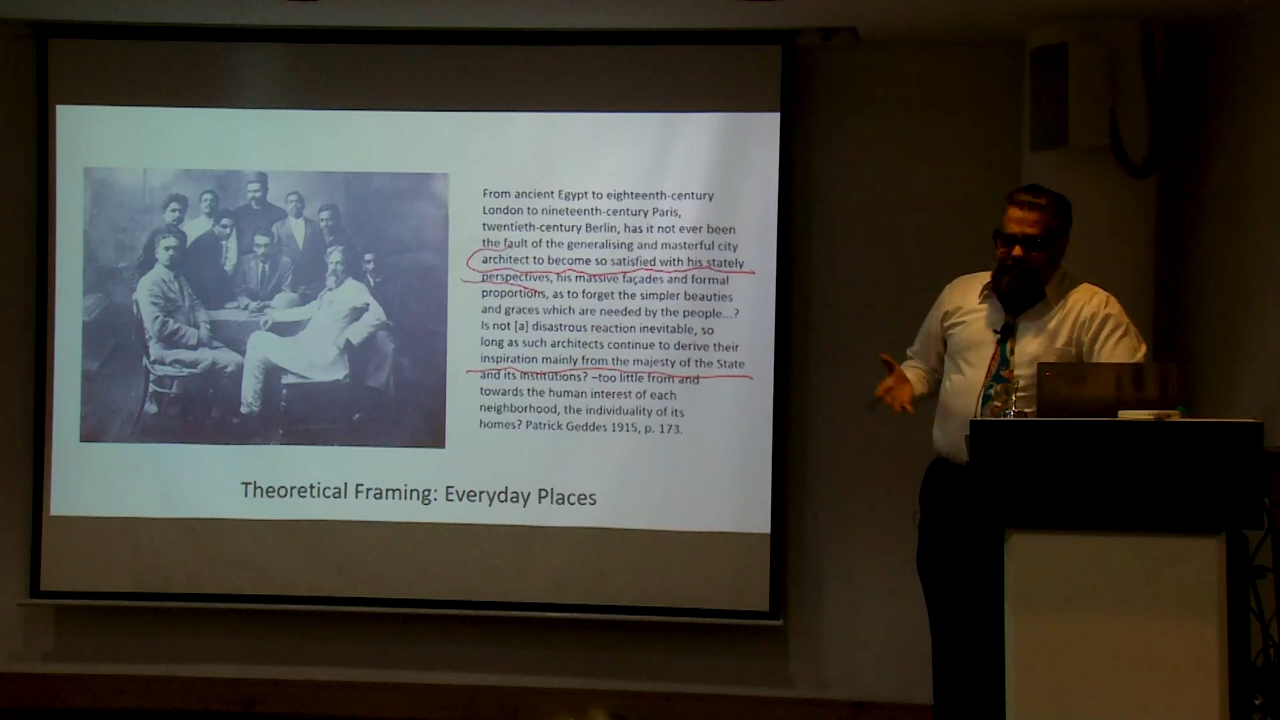 From ancient Egypt to eighteenth-century
London to nineteenth-century Paris,
twentieth-century Berlin, has it not ever been
the fault of the generalising and masterful city
architect to become so satisfied with his stately
perspectives, his massive façades and formal
proportions, as to forget the simpler beauties
and graces which are needed by the people...?
Is not [a] disastrous reaction inevitable, so
long as such architects continue to derive their
inspiration mainly from the majesty of the State
and its institutions? –too little from and
towards the human interest of each
neighborhood, the individuality of its
homes? Patrick Geddes 1915, p. 173.
Theoretical Framing: Everyday Places